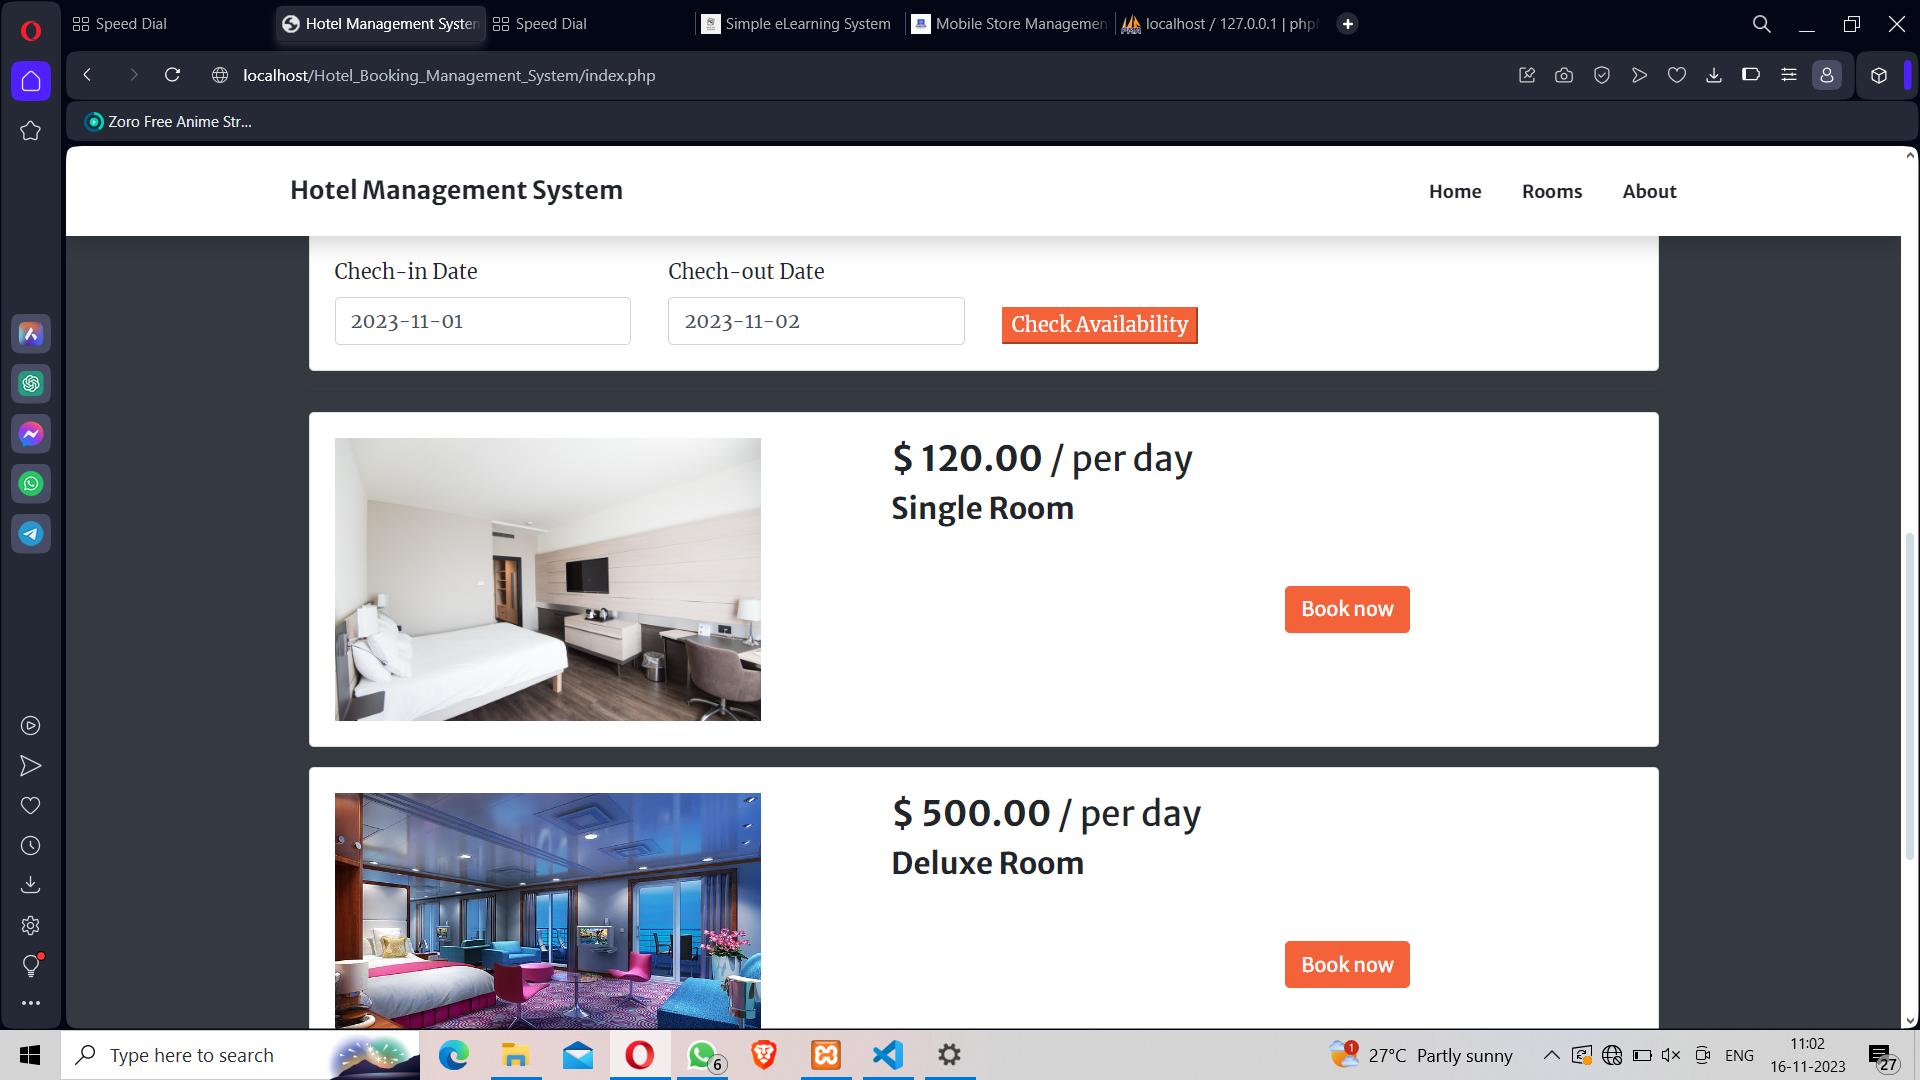 Speed Dial
Hotel Management System
Speed Dial
Simple eLearning System
Mobile Store Managemen
localhost / 127.0.0.1 | php
localhost/Hotel_Booking_Management_System/index.php
Zoro Free Anime Str...
Hotel Management System
Home
Rooms
About
Chech-in Date
Chech-out Date
2023-11-01
2023-11-02
Check Availability
$ 120.00 / per day
Single Room
Book now
$ 500.00 / per day
Deluxe Room
Book now
Type here to search
6
1
27°C Partly sunny
ENG
11:02
16-11-2023
27